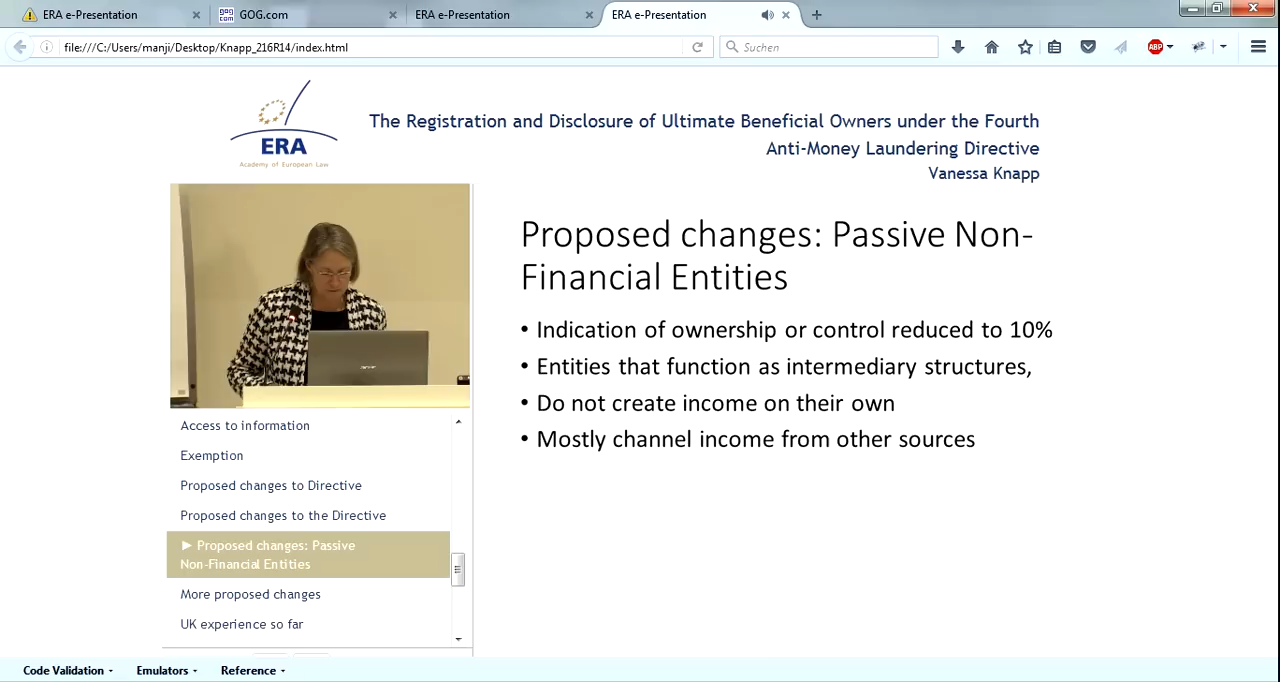 ERA e-Presentation
GOG.com
ERA e-Presentation
ERA e-Presentation
file:///C:/Users/manji/Desktop/Knapp_216R14/index.html
Suchen
ABP
ERA
Academy of European Law
The Registration and Disclosure of Ultimate Beneficial Owners under the Fourth
Anti-Money Laundering Directive
Vanessa Knapp
Access to information
Exemption
Proposed changes to Directive
Proposed changes to the Directive
► Proposed changes: Passive
Non-Financial Entities
More proposed changes
UK experience so far
Proposed changes: Passive Non-
Financial Entities
• Indication of ownership or control reduced to 10%
• Entities that function as intermediary structures,
• Do not create income on their own
• Mostly channel income from other sources
Code Validation
Emulators
Reference